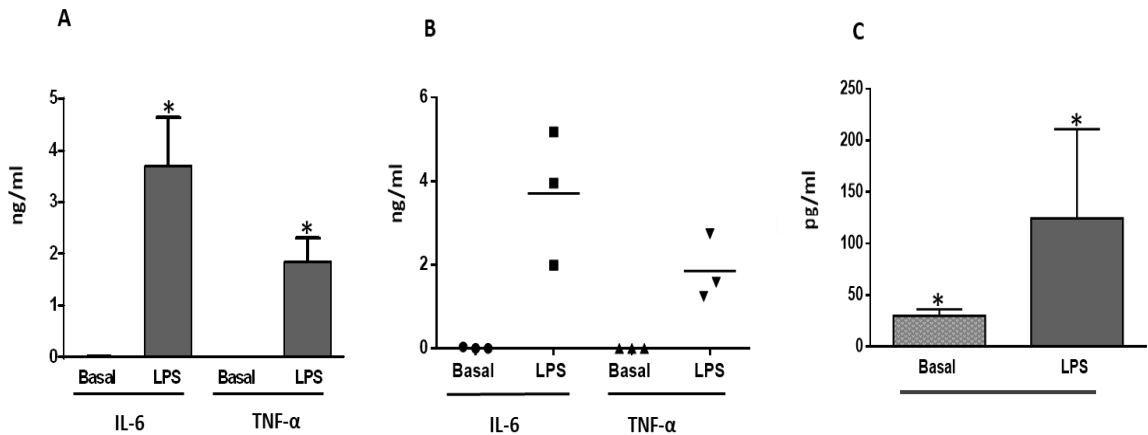 A
5
4
3
2
1
0
ng/ml
*
*
Basal LPS Basal LPS
IL-6 TNF-α
B
6
4
2
0
ng/ml
Basal LPS Basal LPS
IL-6 TNF-α
C
250
200
150
100
50
0
pg/ml
*
*
Basal LPS